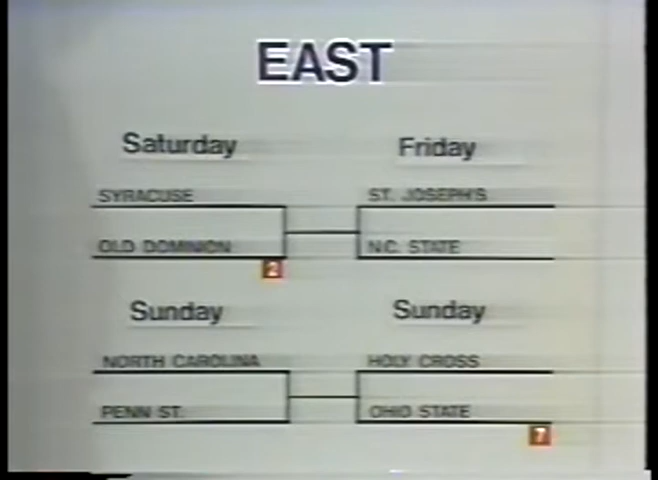 EAST
Saturday
Friday
SYRACUSE
ST. JOSEPH'S
OLD DOMINION
N.C. STATE
2
Sunday
Sunday
NORTH CAROLINA
HOLY CROSS
PENN ST.
OHIO STATE
7